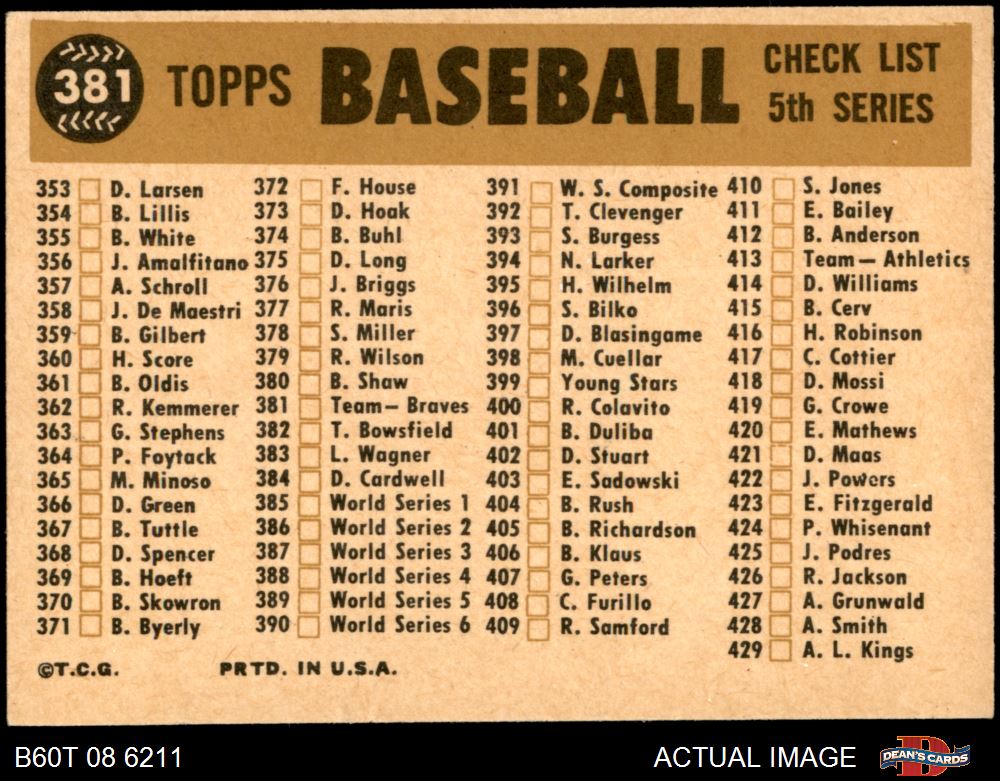 381 TOPPS BASEBALL CHECK LIST
5th SERIES
353 D. Larsen
354 B. Lillis
355 B. White
356 J. Amalfitano
357 A. Schroll
358 J. De Maestri
359 B. Gilbert
360 H. Score
361 B. Oldis
362 R. Kemmerer
363 G. Stephens
364 P. Foytack
365 M. Minoso
366 D. Green
367 B. Tuttle
368 D. Spencer
369 B. Hoeft
370 B. Skowron
371 B. Byerly
372 F. House
373 D. Hoak
374 B. Buhl
375 D. Long
376 J. Briggs
377 R. Maris
378 S. Miller
379 R. Wilson
380 B. Shaw
381 Team— Braves
382 T. Bowsfield
383 L. Wagner
384 D. Cardwell
385 World Series 1
386 World Series 2
387 World Series 3
388 World Series 4
389 World Series 5
390 World Series 6
391 W. S. Composite
392 T. Clevenger
393 S. Burgess
394 N. Larker
395 H. Wilhelm
396 S. Bilko
397 D. Blasingame
398 M. Cuellar
399 Young Stars
400 R. Colavito
401 B. Duliba
402 D. Stuart
403 E. Sadowski
404 B. Rush
405 B. Richardson
406 B. Klaus
407 G. Peters
408 C. Furillo
409 R. Samford
410 S. Jones
411 E. Bailey
412 B. Anderson
413 Team— Athletics
414 D. Williams
415 B. Cerv
416 H. Robinson
417 C. Cottier
418 D. Mossi
419 G. Crowe
420 E. Mathews
421 D. Maas
422 J. Powers
423 E. Fitzgerald
424 P. Whisenant
425 J. Podres
426 R. Jackson
427 A. Grunwald
428 A. Smith
429 A. L. Kings
©T.C.G. PRTD. IN U.S.A.
B60T 08 6211 ACTUAL IMAGE DEAN'S CARDS